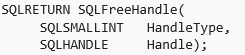 SQLRETURN SQLFreeHandle(
     SQLSMALLINT   HandleType,
     SQLHANDLE     Handle);